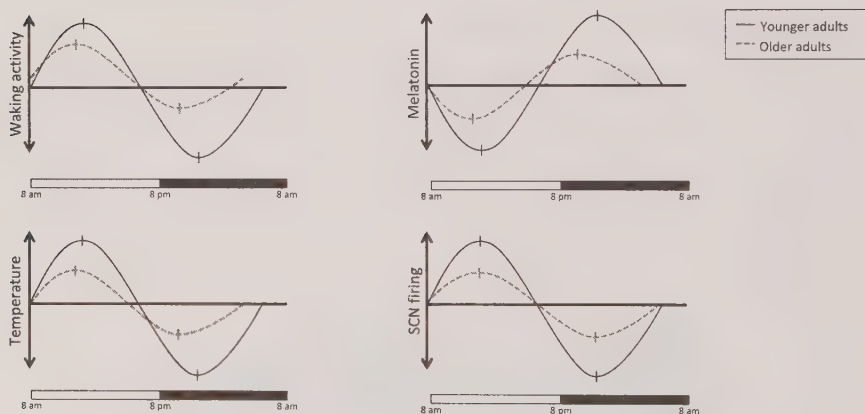 Waking activity
8 am 8 pm 8 am
Melatonin
8 am 8 pm 8 am
Younger adults
Older adults
Temperature
8 am 8 pm 8 am
SCN firing
8 am 8 pm 8 am